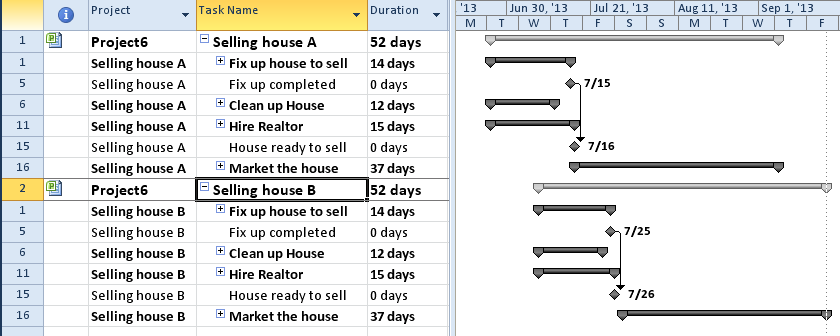 Project Task Name Duration '13 Jun 30, '13 Jul 21, '13 Aug 11, '13 Sep 1, '13
M T W T F S S M T W T F
1 Project6 Selling house A 52 days
1 Selling house A Fix up house to sell 14 days
5 Selling house A Fix up completed 0 days 7/15
6 Selling house A Clean up House 12 days
11 Selling house A Hire Realtor 15 days
15 Selling house A House ready to sell 0 days 7/16
16 Selling house A Market the house 37 days
2 Project6 Selling house B 52 days
1 Selling house B Fix up house to sell 14 days
5 Selling house B Fix up completed 0 days 7/25
6 Selling house B Clean up House 12 days
11 Selling house B Hire Realtor 15 days
15 Selling house B House ready to sell 0 days 7/26
16 Selling house B Market the house 37 days